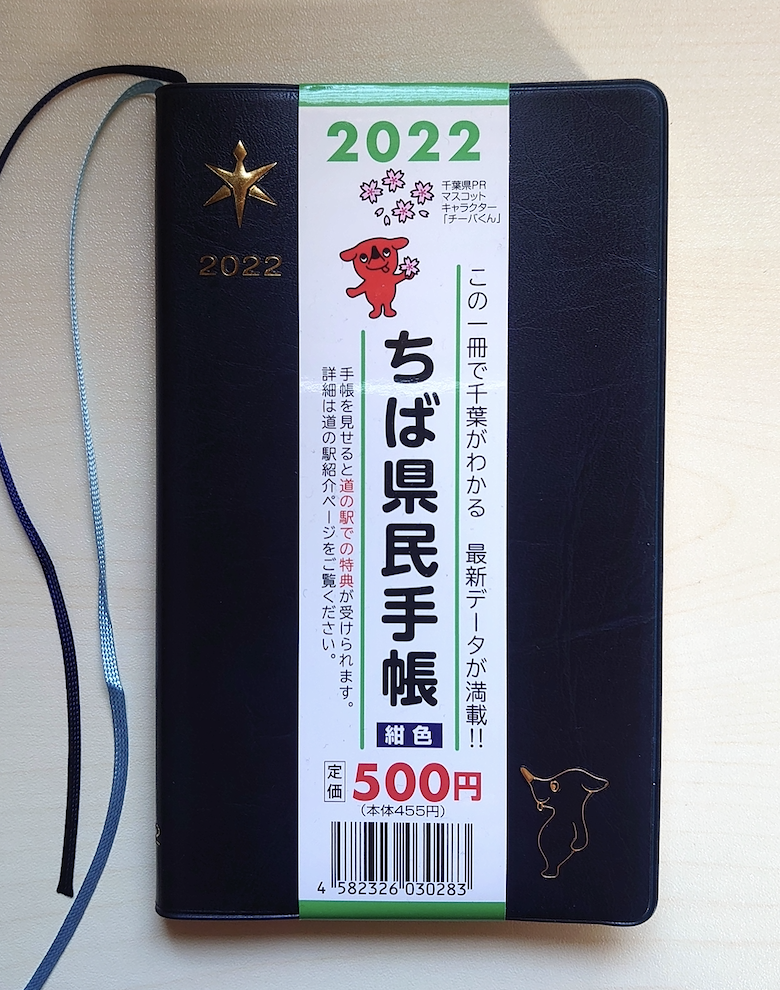 2022
2022
千葉県PR
マスコット
キャラクター
「チーバくん」
この一冊で千葉がわかる　最新データが満載!!
ちば県民手帳
紺色
手帳を見せると道の駅での特典が受けられます。
詳細は道の駅紹介ページをご覧ください。
定価
500円
(本体455円)
4 582326 030283